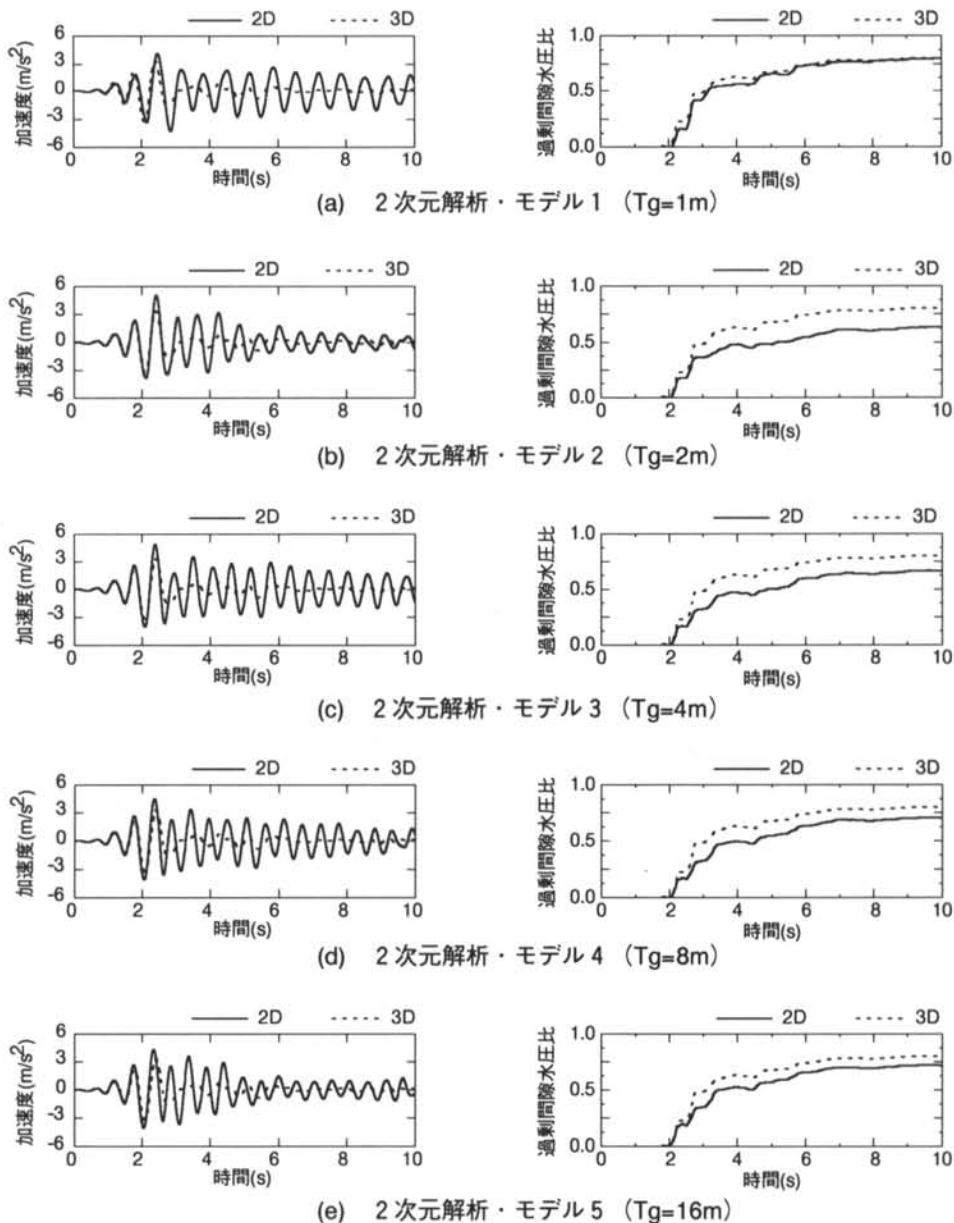 2D 3D 2D 3D
加速度(m/s²) 6 3 0 -3 -6
0 2 4 6 8 10
時間(s)
過剰間隙水圧比 1.0 0.5 0
0 2 4 6 8 10
時間(s)
(a) 2次元解析・モデル1 (Tg=1m)
2D 3D 2D 3D
加速度(m/s²) 6 3 0 -3 -6
0 2 4 6 8 10
時間(s)
過剰間隙水圧比 1.0 0.5 0
0 2 4 6 8 10
時間(s)
(b) 2次元解析・モデル2 (Tg=2m)
2D 3D 2D 3D
加速度(m/s²) 6 3 0 -3 -6
0 2 4 6 8 10
時間(s)
過剰間隙水圧比 1.0 0.5 0
0 2 4 6 8 10
時間(s)
(c) 2次元解析・モデル3 (Tg=4m)
2D 3D 2D 3D
加速度(m/s²) 6 3 0 -3 -6
0 2 4 6 8 10
時間(s)
過剰間隙水圧比 1.0 0.5 0
0 2 4 6 8 10
時間(s)
(d) 2次元解析・モデル4 (Tg=8m)
2D 3D 2D 3D
加速度(m/s²) 6 3 0 -3 -6
0 2 4 6 8 10
時間(s)
過剰間隙水圧比 1.0 0.5 0
0 2 4 6 8 10
時間(s)
(e) 2次元解析・モデル5 (Tg=16m)